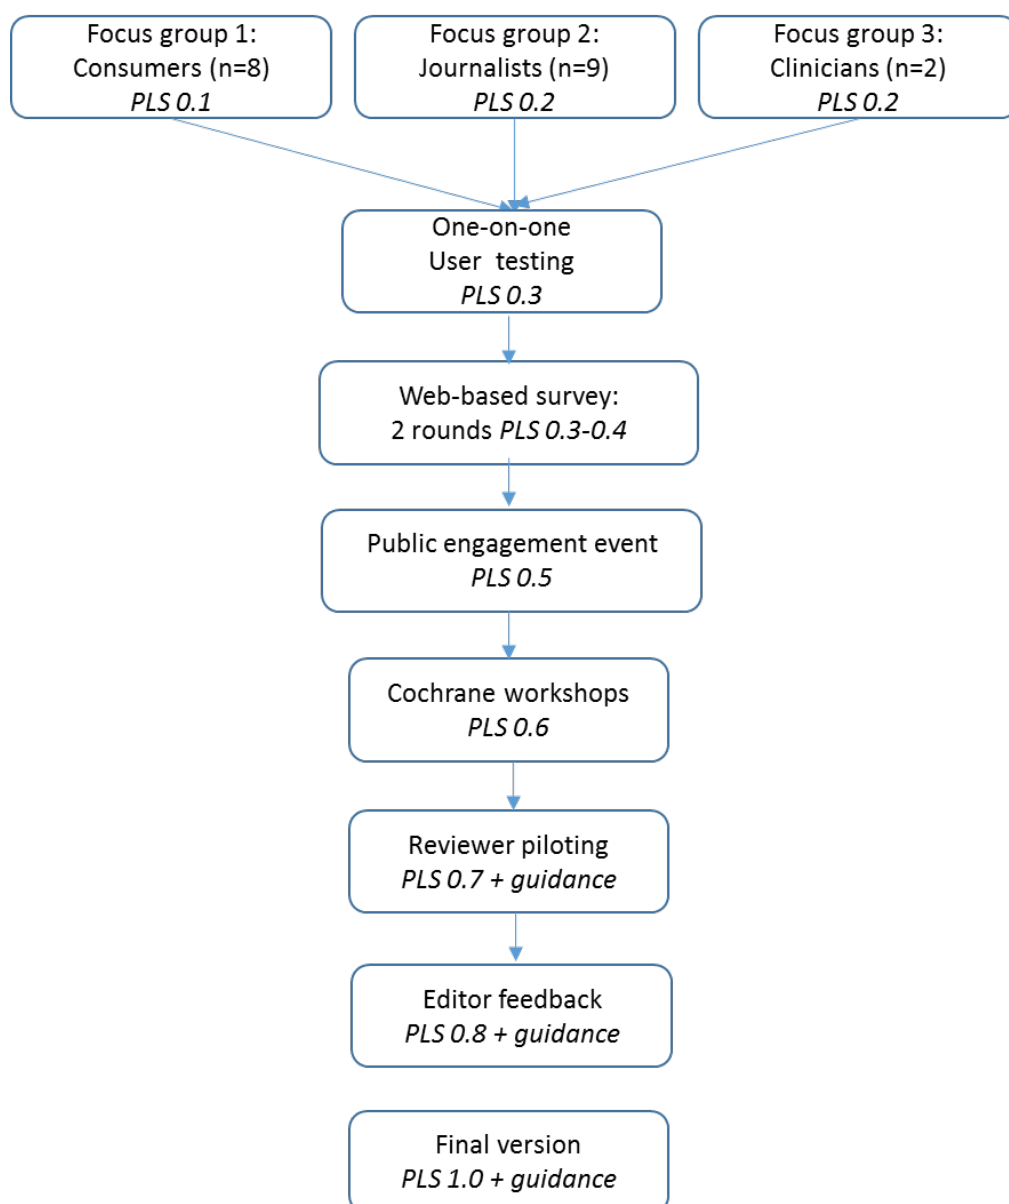 Focus group 1:
Consumers (n=8)
PLS 0.1
Focus group 2:
Journalists (n=9)
PLS 0.2
Focus group 3:
Clinicians (n=2)
PLS 0.2
One-on-one
User testing
PLS 0.3
Web-based survey:
2 rounds PLS 0.3-0.4
Public engagement event
PLS 0.5
Cochrane workshops
PLS 0.6
Reviewer piloting
PLS 0.7 + guidance
Editor feedback
PLS 0.8 + guidance
Final version
PLS 1.0 + guidance